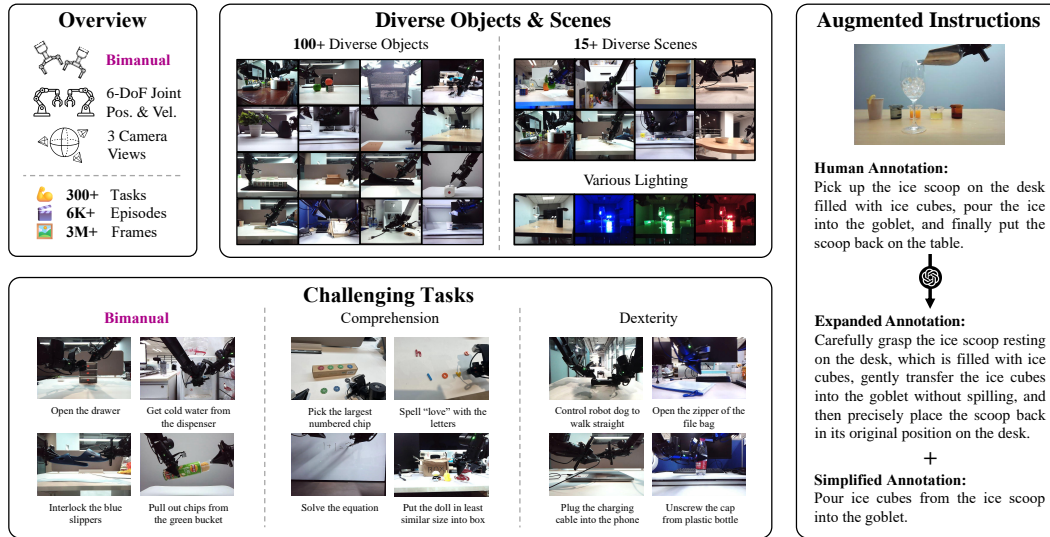 Overview
Bimanual
6-DoF Joint
Pos. & Vel.
3 Camera
Views
300+ Tasks
6K+ Episodes
3M+ Frames
Diverse Objects & Scenes
100+ Diverse Objects
15+ Diverse Scenes
Various Lighting
Challenging Tasks
Bimanual
Open the drawer
Get cold water from
the dispenser
Interlock the blue
slippers
Pull out chips from
the green bucket
Comprehension
Pick the largest
numbered chip
Spell “love” with the
letters
Solve the equation
Put the doll in least
similar size into box
Dexterity
Control robot dog to
walk straight
Open the zipper of the
file bag
Plug the charging
cable into the phone
Unscrew the cap
from plastic bottle
Augmented Instructions
Human Annotation:
Pick up the ice scoop on the desk
filled with ice cubes, pour the ice
into the goblet, and finally put the
scoop back on the table.
Expanded Annotation:
Carefully grasp the ice scoop resting
on the desk, which is filled with ice
cubes, gently transfer the ice cubes
into the goblet without spilling, and
then precisely place the scoop back
in its original position on the desk.
+
Simplified Annotation:
Pour ice cubes from the ice scoop
into the goblet.